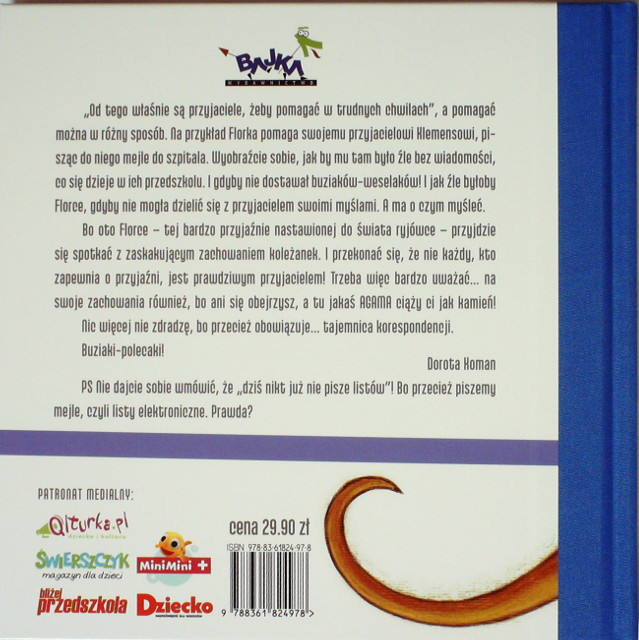 BAJKA
WYDAWNICTWO
„Od tego właśnie są przyjaciele, żeby pomagać w trudnych chwilach", a pomagać
można w różny sposób. Na przykład Florka pomaga swojemu przyjacielowi Klemensowi, pi-
sząc do niego mejle do szpitala. Wyobraźcie sobie, jak by mu tam było źle bez wiadomości,
co się dzieje w ich przedszkolu. I gdyby nie dostawał buziaków-weselaków! I jak źle byłoby
Florce, gdyby nie mogła dzielić się z przyjacielem swoimi myślami. A ma o czym myśleć.
Bo oto Florce – tej bardzo przyjaźnie nastawionej do świata ryjówce – przyjdzie
się spotkać z zaskakującym zachowaniem koleżanek. I przekonać się, że nie każdy, kto
zapewnia o przyjaźni, jest prawdziwym przyjacielem! Trzeba więc bardzo uważać... na
swoje zachowania również, bo ani się obejrzysz, a tu jakaś AGAMA ciąży ci jak kamień!
Nic więcej nie zdradzę, bo przecież obowiązuje... tajemnica korespondencji.
Buziaki-polecaki!
Dorota Koman
PS Nie dajcie sobie wmówić, że „dziś nikt już nie pisze listów"! Bo przecież piszemy
mejle, czyli listy elektroniczne. Prawda?
PATRONAT MEDIALNY:
Qlturka.pl
dziecko i kultura
ŚWIERSZCZYK
magazyn dla dzieci
MiniMini +
bliżej
przedszkola
Dziecko
cena 29.90 zł
ISBN 978-83-61824-97-8
9 788361 824978 >